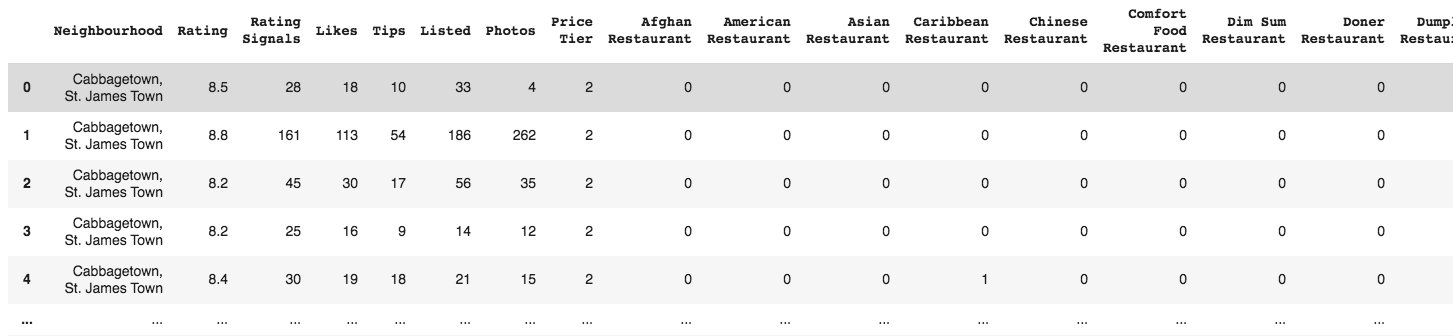 Neighbourhood Rating Rating Signals Likes Tips Listed Photos Price Tier Afghan Restaurant American Restaurant Asian Restaurant Caribbean Restaurant Chinese Restaurant Comfort Food Restaurant Dim Sum Restaurant Doner Restaurant
0 Cabbagetown, St. James Town 8.5 28 18 10 33 4 2 0 0 0 0 0 0 0 0
1 Cabbagetown, St. James Town 8.8 161 113 54 186 262 2 0 0 0 0 0 0 0 0
2 Cabbagetown, St. James Town 8.2 45 30 17 56 35 2 0 0 0 0 0 0 0 0
3 Cabbagetown, St. James Town 8.2 25 16 9 14 12 2 0 0 0 0 0 0 0 0
4 Cabbagetown, St. James Town 8.4 30 19 18 21 15 2 0 0 0 1 0 0 0 0
... ... ... ... ... ... ... ... ... ... ... ... ... ... ... ... ...